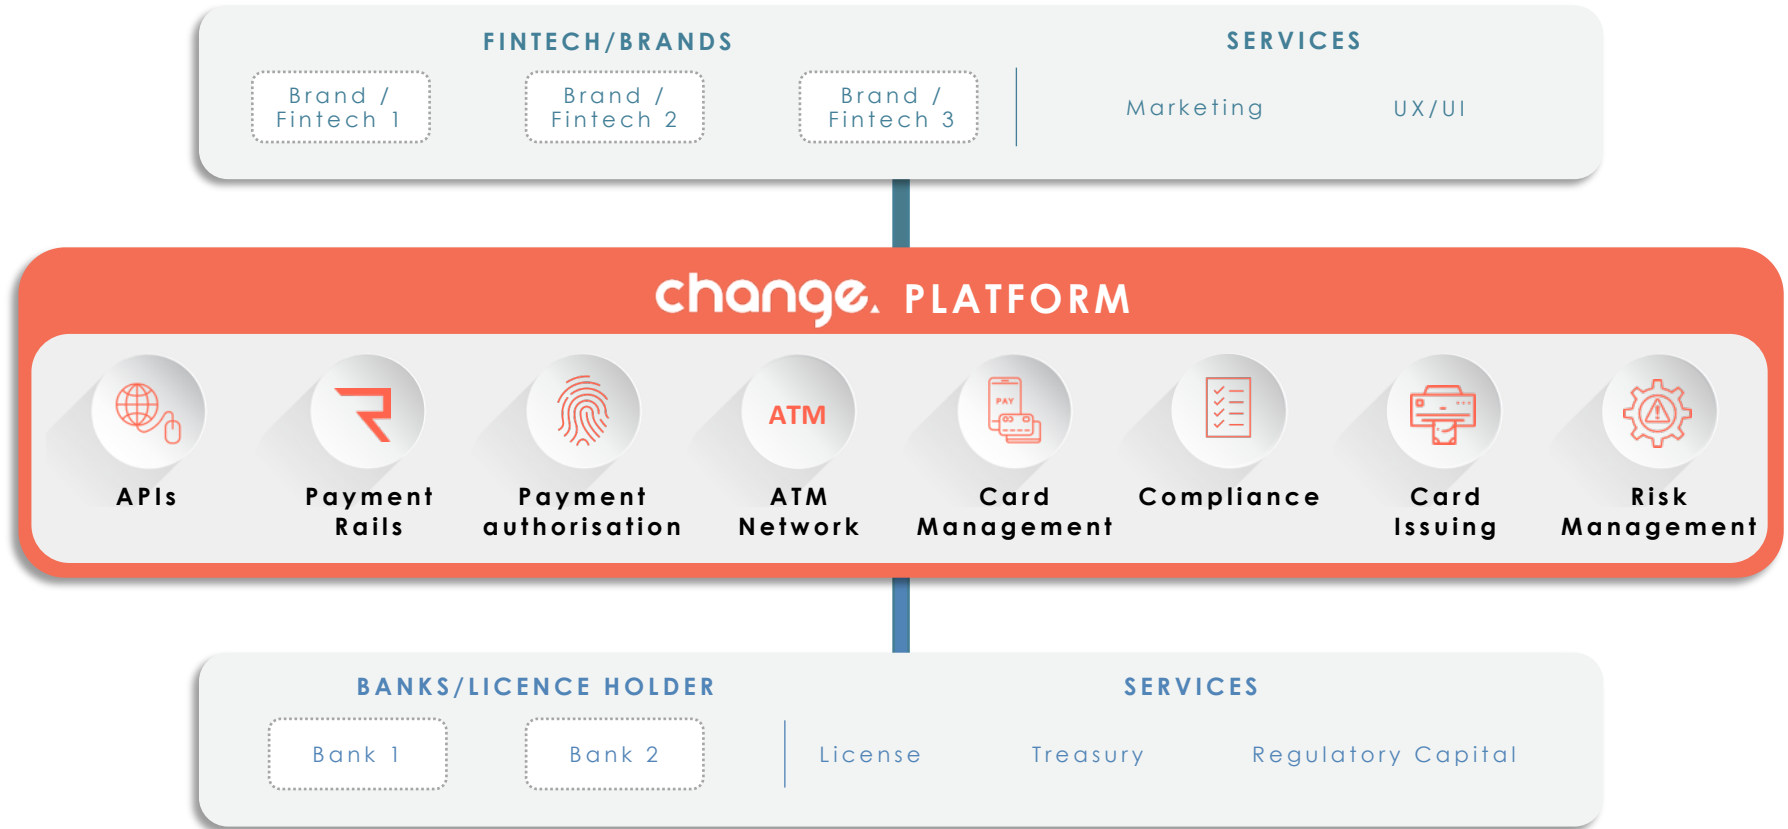 FINTECH/BRANDS
SERVICES
Brand /
Fintech 1
Brand /
Fintech 2
Brand /
Fintech 3
Marketing
UX/UI
change. PLATFORM
ATM
PAY
APIs
Payment
Rails
Payment
authorisation
ATM
Network
Card
Management
Compliance
Card
Issuing
Risk
Management
BANKS/LICENCE HOLDER
SERVICES
Bank 1
Bank 2
License
Treasury
Regulatory Capital